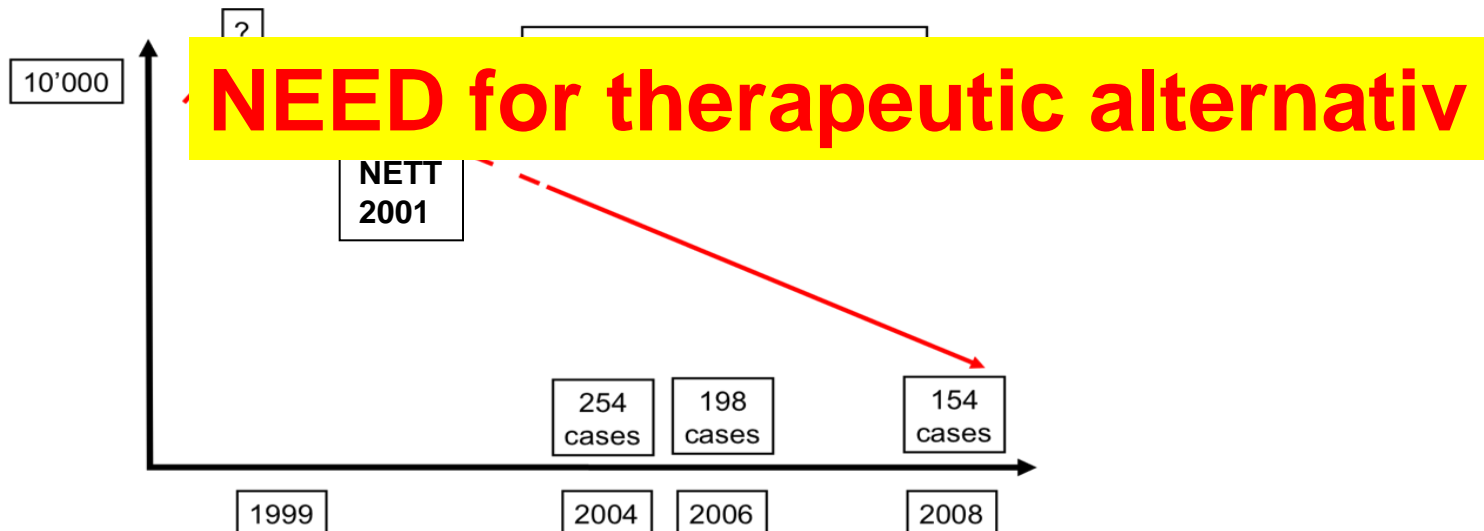 ?
10’000
NEED for therapeutic alternativ
NETT
2001
254
cases
198
cases
154
cases
1999
2004
2006
2008